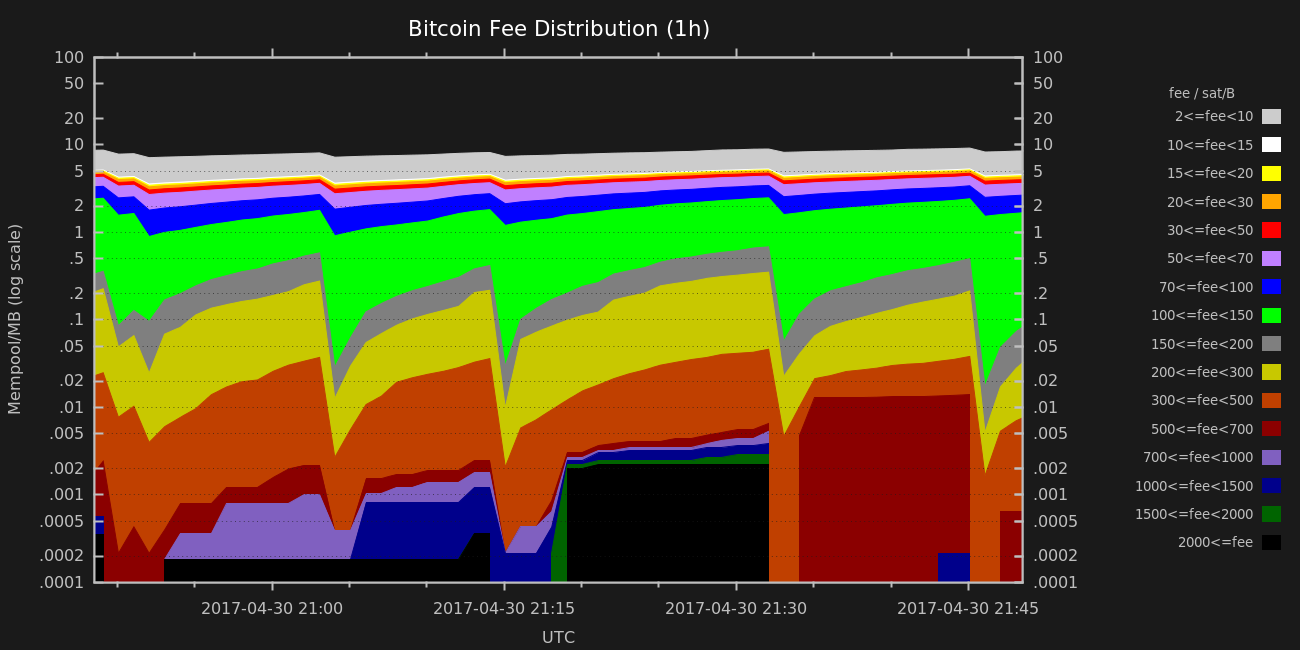 Bitcoin Fee Distribution (1h)
100
50
20
10
5
2
1
.5
.2
.1
.05
.02
.01
.005
.002
.001
.0005
.0002
.0001
Mempool/MB (log scale)
100
50
20
10
5
2
1
.5
.2
.1
.05
.02
.01
.005
.002
.001
.0005
.0002
.0001
2017-04-30 21:00
2017-04-30 21:15
2017-04-30 21:30
2017-04-30 21:45
UTC
fee / sat/B
2<=fee<10
10<=fee<15
15<=fee<20
20<=fee<30
30<=fee<50
50<=fee<70
70<=fee<100
100<=fee<150
150<=fee<200
200<=fee<300
300<=fee<500
500<=fee<700
700<=fee<1000
1000<=fee<1500
1500<=fee<2000
2000<=fee